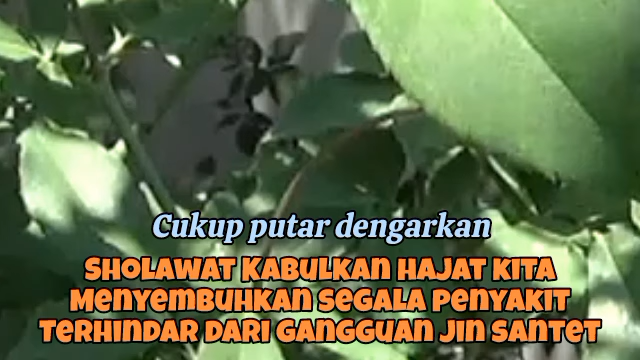 Cukup putar dengarkan
SHOLAWAT KABULKAN HAJAT KITA
MENYEMBUHKAN SEGALA PENYAKIT
TERHINDAR DARI GANGGUAN JIN SANTET